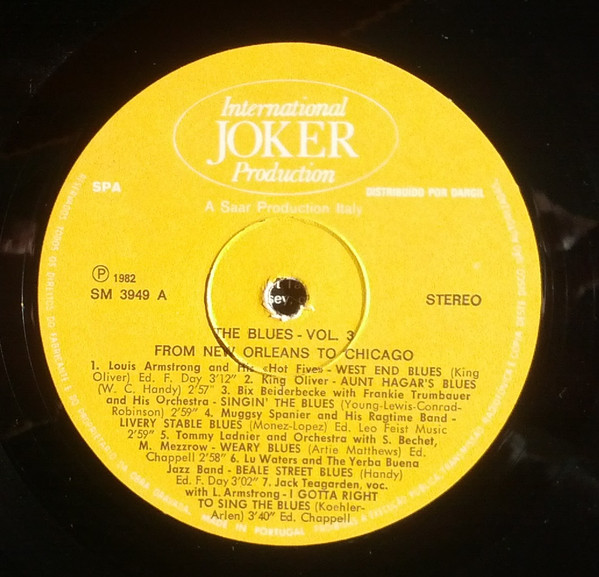 International
JOKER
Production
SPA
DISTRIBUIDO POR DARGIL
A Saar Production Italy
Ⓟ 1982
SM 3949 A
STEREO
THE BLUES - VOL. 3
FROM NEW ORLEANS TO CHICAGO
1. Louis Armstrong and His «Hot Five» - WEST END BLUES (King
Oliver) Ed. F. Day 3'12" 2. King Oliver - AUNT HAGAR'S BLUES
(W. C. Handy) 2'57" 3. Bix Beiderbecke with Frankie Trumbauer
and His Orchestra - SINGIN' THE BLUES (Young-Lewis-Conrad-
Robinson) 2'59" 4. Muggsy Spanier and His Ragtime Band -
LIVERY STABLE BLUES (Monez-Lopez) Ed. Leo Feist Music
2'59" 5. Tommy Ladnier and Orchestra with S. Bechet,
M. Mezzrow - WEARY BLUES (Artie Matthews) Ed.
Chappell 2'58" 6. Lu Waters and The Yerba Buena
Jazz Band - BEALE STREET BLUES (Handy)
Ed. F. Day 3'02" 7. Jack Teagarden, voc.
with L. Armstrong - I GOTTA RIGHT
TO SING THE BLUES (Koehler-
Arlen) 3'40" Ed. Chappell
MADE IN PORTUGAL